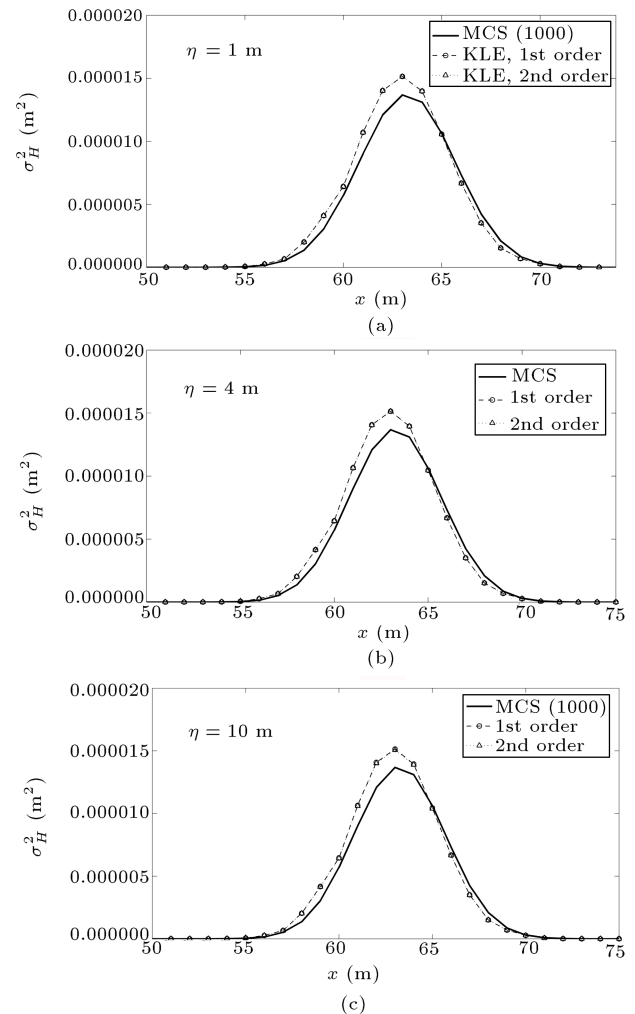 0.000020
η = 1 m
MCS (1000)
KLE, 1st order
KLE, 2nd order
0.000015
0.000010
0.000005
0.000000
σ²_H (m²)
50 55 60 65 70
x (m)
(a)
0.000020
η = 4 m
MCS
1st order
2nd order
0.000015
0.000010
0.000005
0.000000
σ²_H (m²)
50 55 60 65 70 75
x (m)
(b)
0.000020
η = 10 m
MCS (1000)
1st order
2nd order
0.000015
0.000010
0.000005
0.000000
σ²_H (m²)
50 55 60 65 70 75
x (m)
(c)